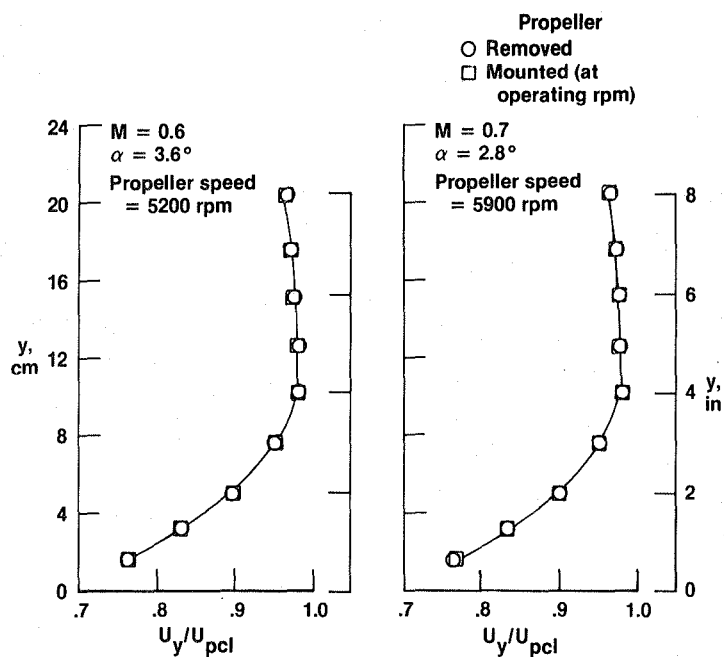 Propeller
Removed
Mounted (at
operating rpm)
M = 0.6
α = 3.6°
Propeller speed
= 5200 rpm
M = 0.7
α = 2.8°
Propeller speed
= 5900 rpm
24
20
16
12
8
4
0
y,
cm
8
6
4
2
0
y,
in
.7 .8 .9 1.0
U_y/U_pcl
.7 .8 .9 1.0
U_y/U_pcl